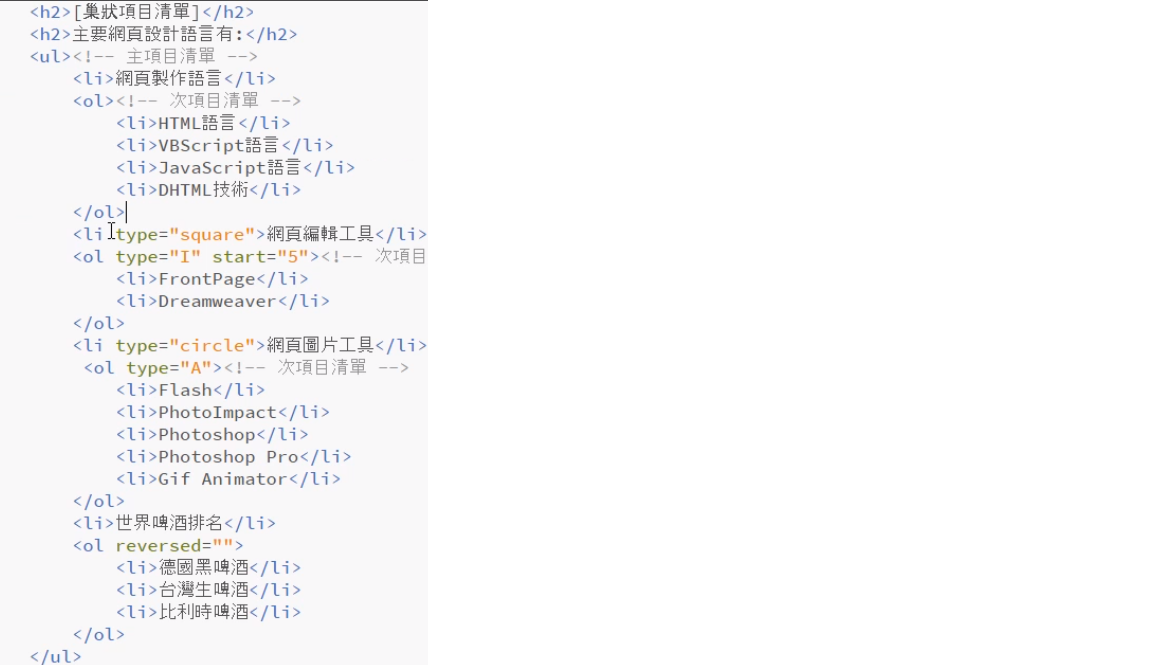 <h2>[巢狀項目清單]</h2>
<h2>主要網頁設計語言有:</h2>
<ul><!-- 主項目清單 -->
<li>網頁製作語言</li>
<ol><!-- 次項目清單 -->
<li>HTML語言</li>
<li>VBScript語言</li>
<li>JavaScript語言</li>
<li>DHTML技術</li>
</ol>
<li type="square">網頁編輯工具</li>
<ol type="I" start="5"><!-- 次項目
<li>FrontPage</li>
<li>Dreamweaver</li>
</ol>
<li type="circle">網頁圖片工具</li>
<ol type="A"><!-- 次項目清單 -->
<li>Flash</li>
<li>PhotoImpact</li>
<li>Photoshop</li>
<li>Photoshop Pro</li>
<li>Gif Animator</li>
</ol>
<li>世界啤酒排名</li>
<ol reversed="">
<li>德國黑啤酒</li>
<li>台灣生啤酒</li>
<li>比利時啤酒</li>
</ol>
</ul>